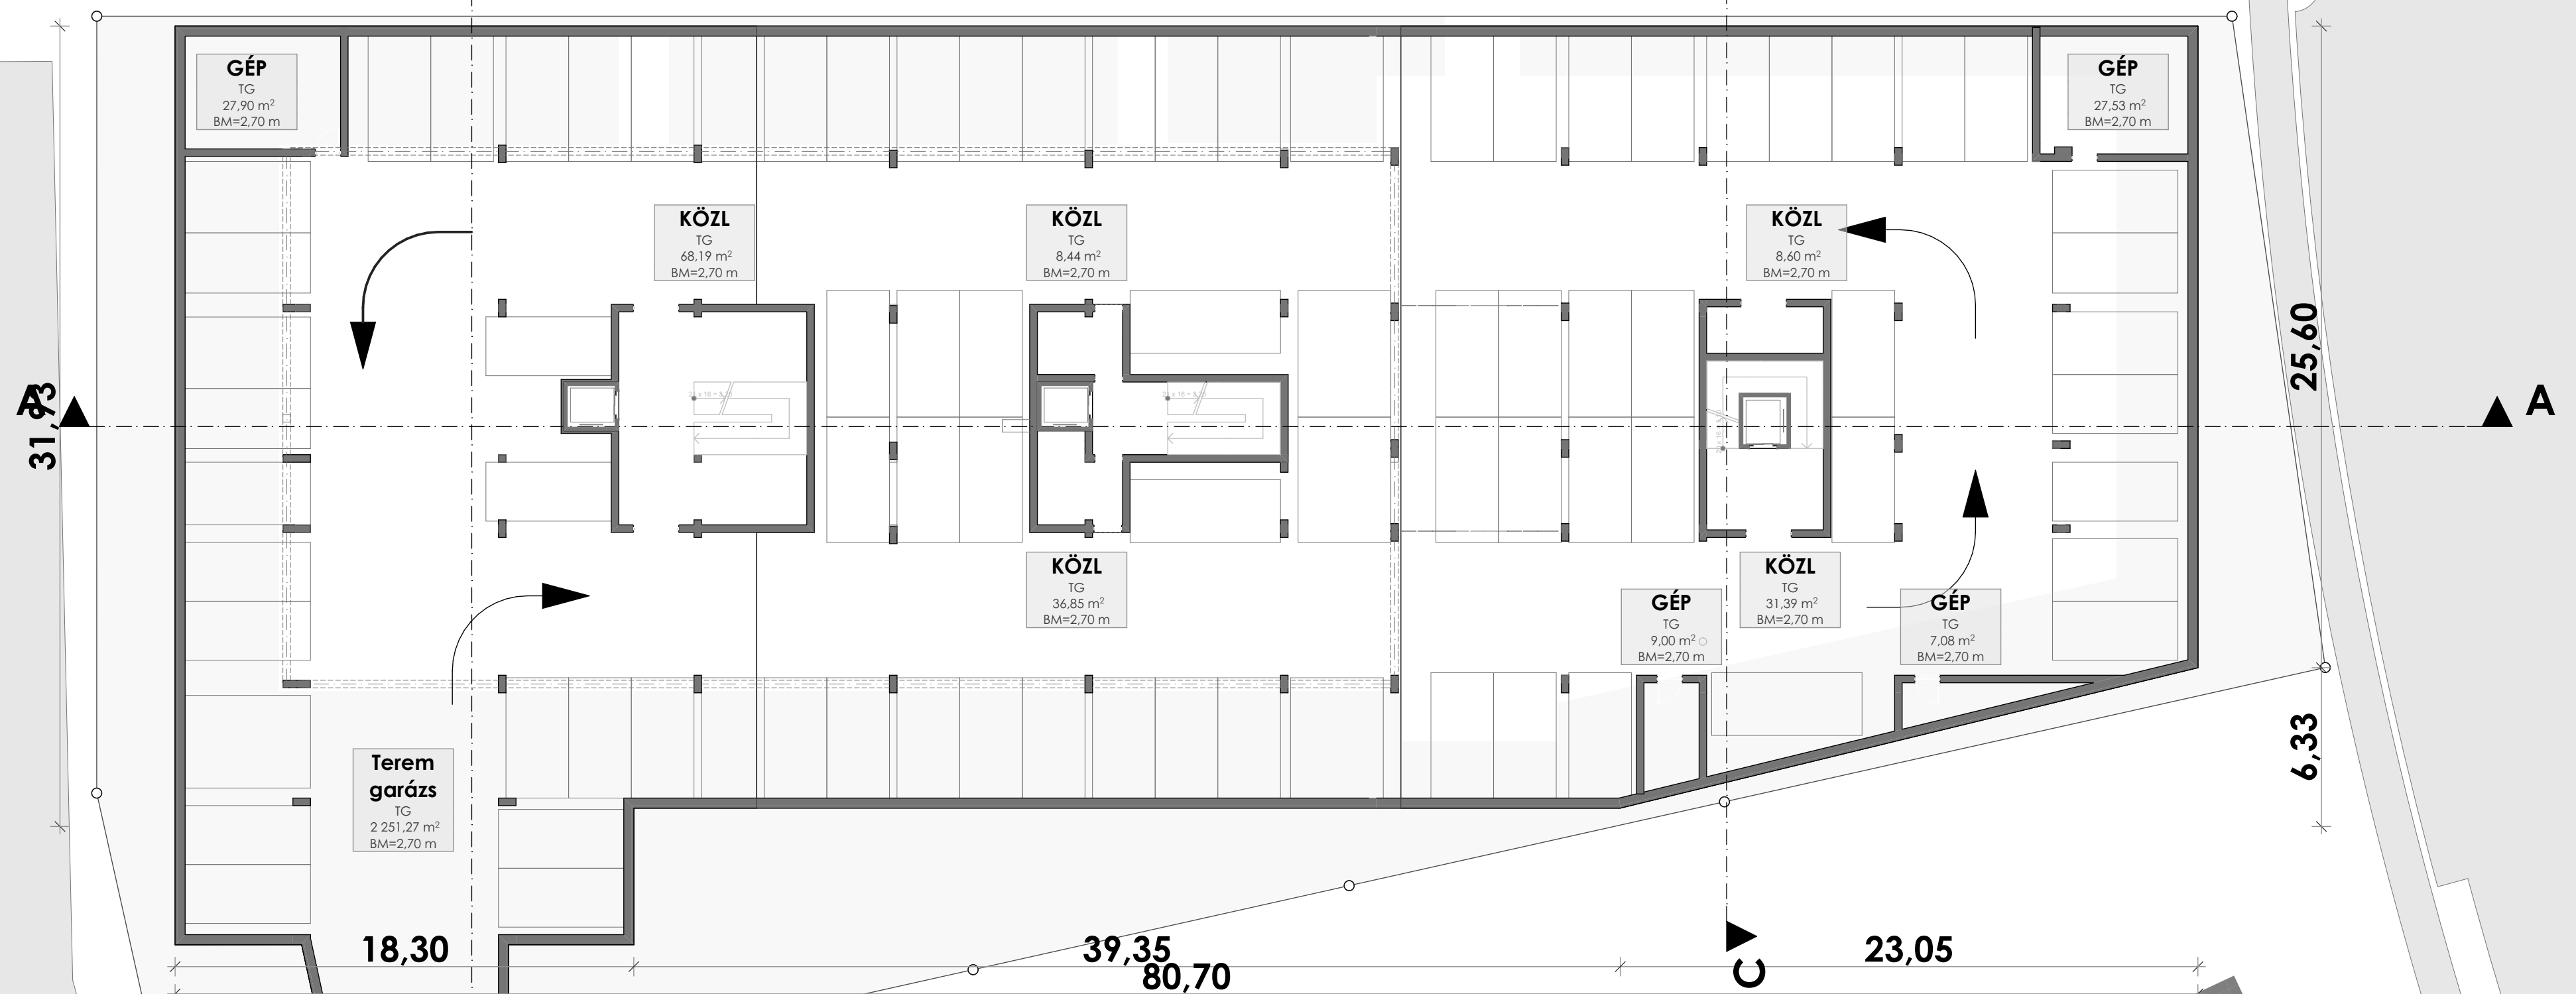 GÉP
TG
27,90 m²
BM=2,70 m
GÉP
TG
27,53 m²
BM=2,70 m
KÖZL
TG
68,19 m²
BM=2,70 m
KÖZL
TG
8,44 m²
BM=2,70 m
KÖZL
TG
8,60 m²
BM=2,70 m
25,60
A
31,93
A
KÖZL
TG
36,85 m²
BM=2,70 m
KÖZL
TG
31,39 m²
BM=2,70 m
GÉP
TG
9,00 m²
BM=2,70 m
GÉP
TG
7,08 m²
BM=2,70 m
6,33
Terem
garázs
TG
2 251,27 m²
BM=2,70 m
18,30
39,35
23,05
80,70
C